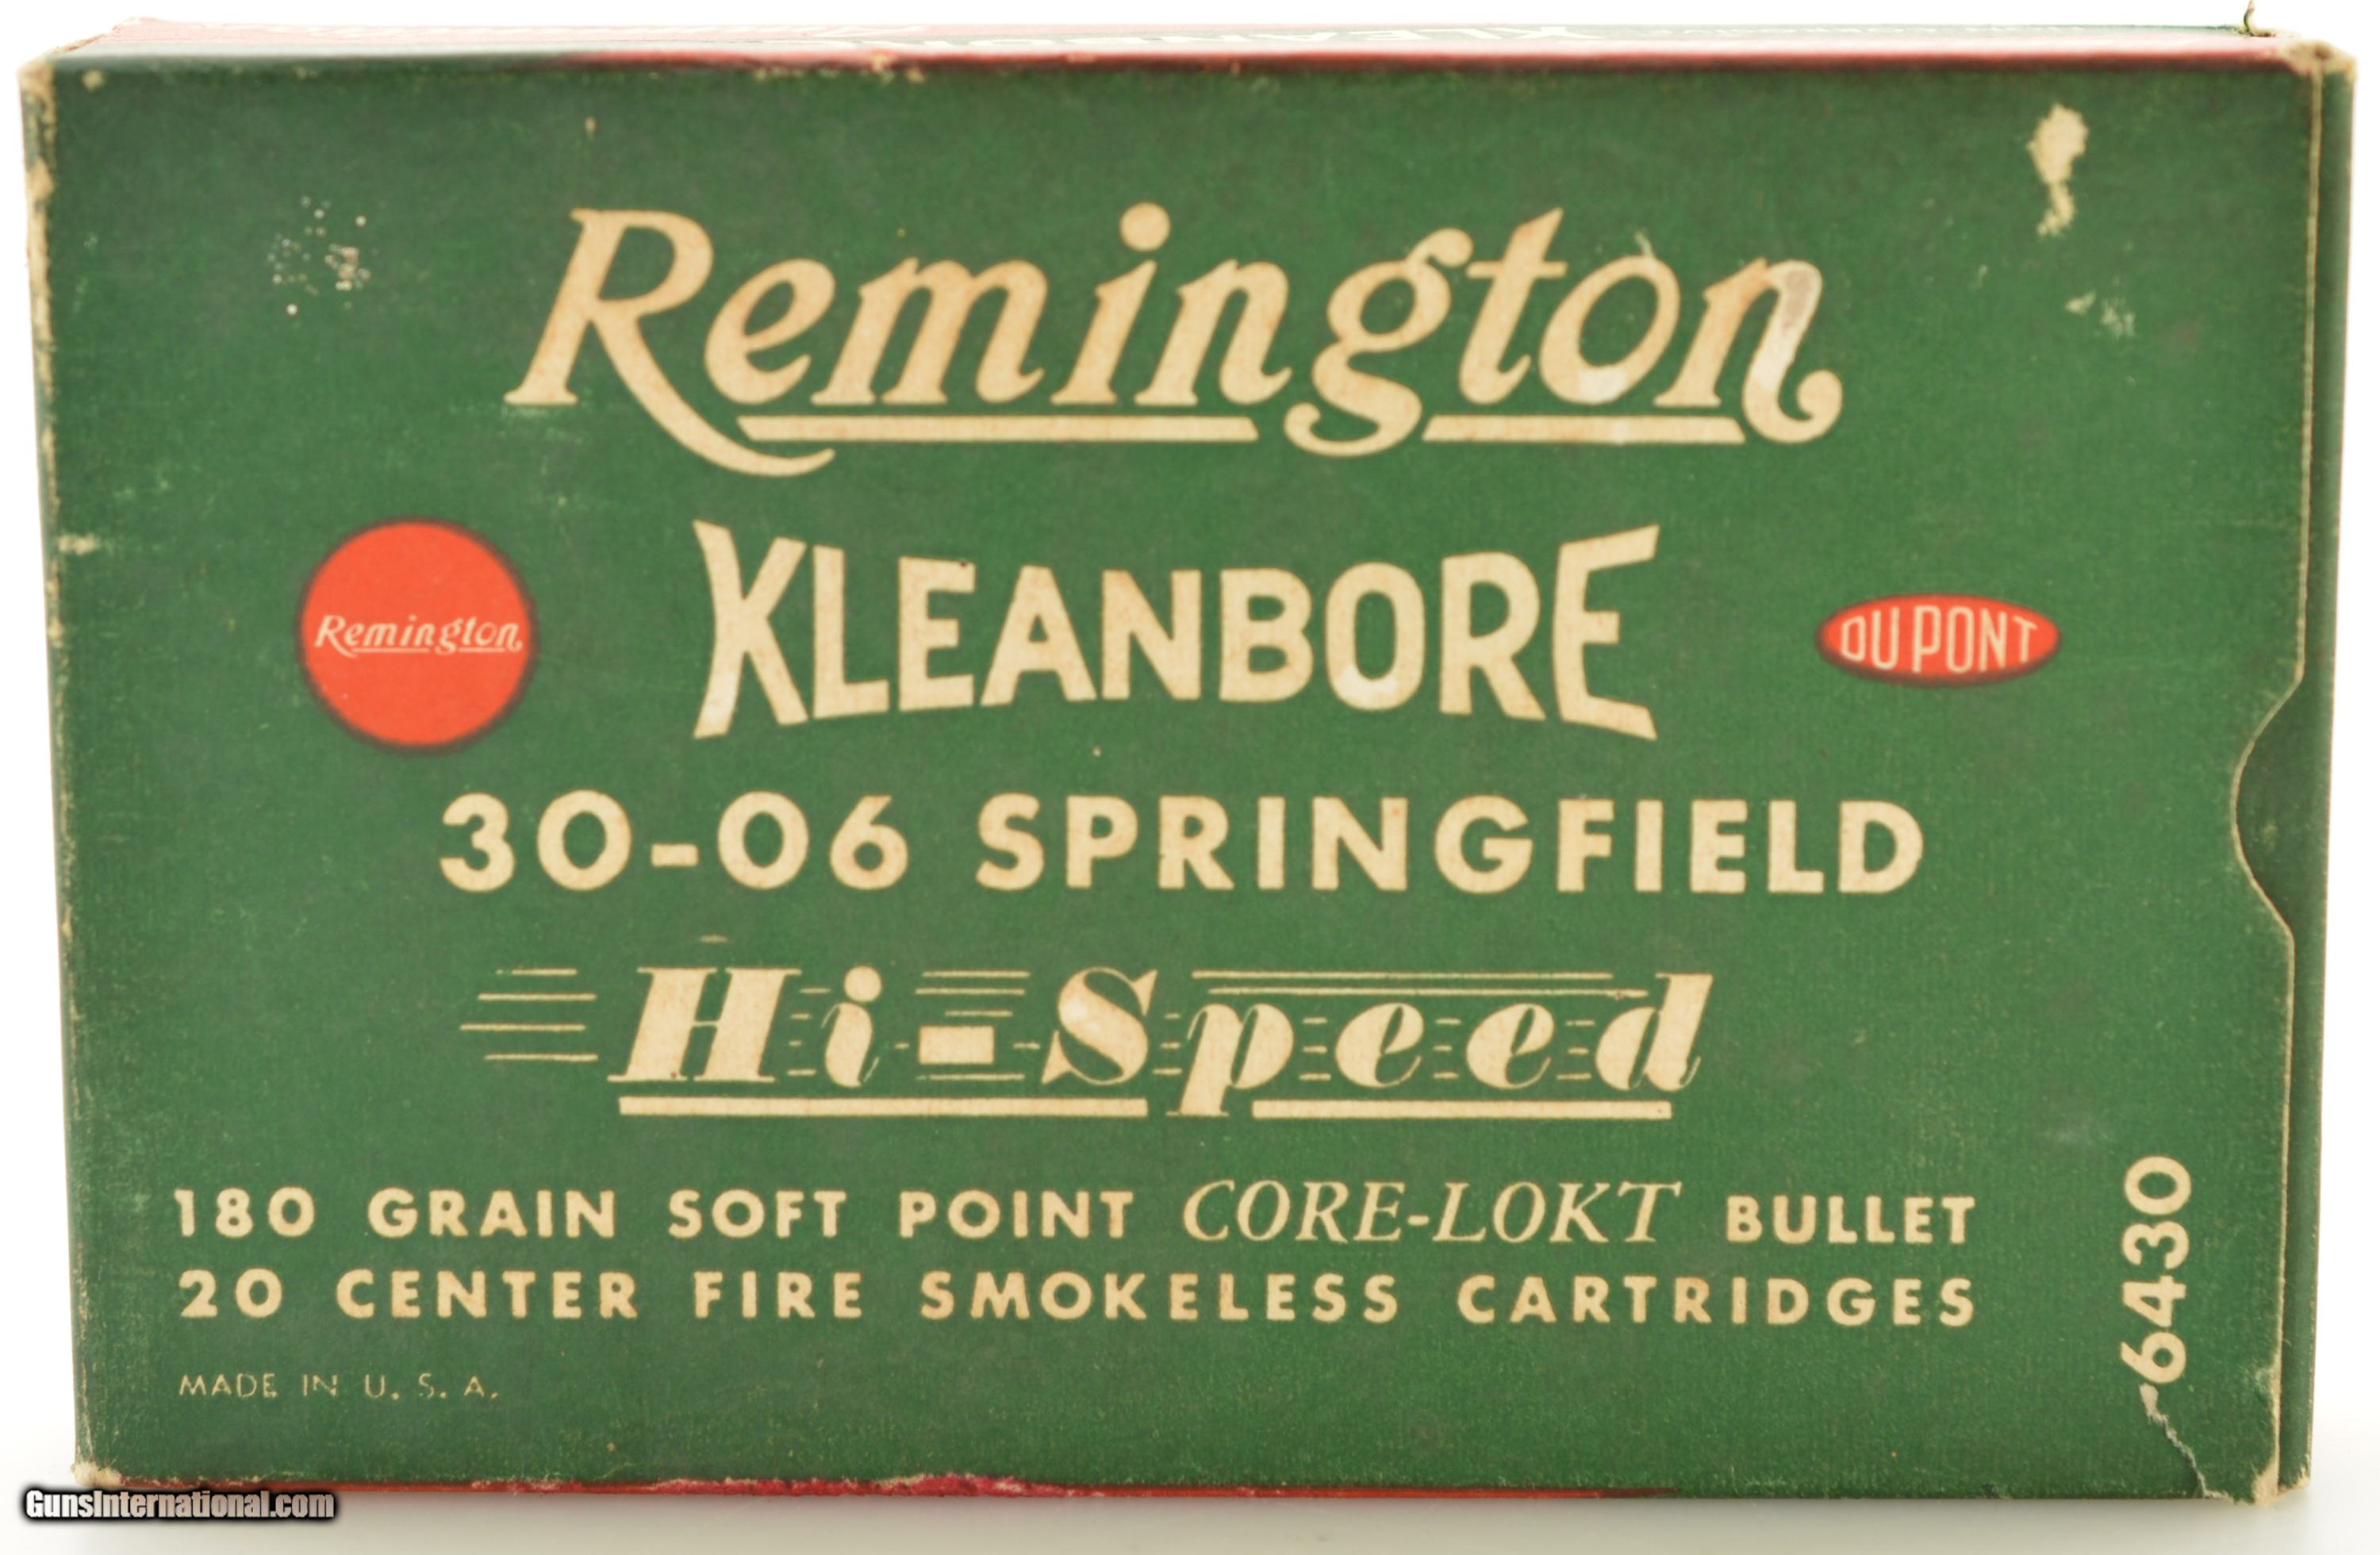 Remington
KLEANBORE
Remington
DU PONT
30-06 SPRINGFIELD
Hi-Speed
180 GRAIN SOFT POINT CORE-LOKT BULLET
20 CENTER FIRE SMOKELESS CARTRIDGES
6430
MADE IN U. S. A.
GunsInternational.com